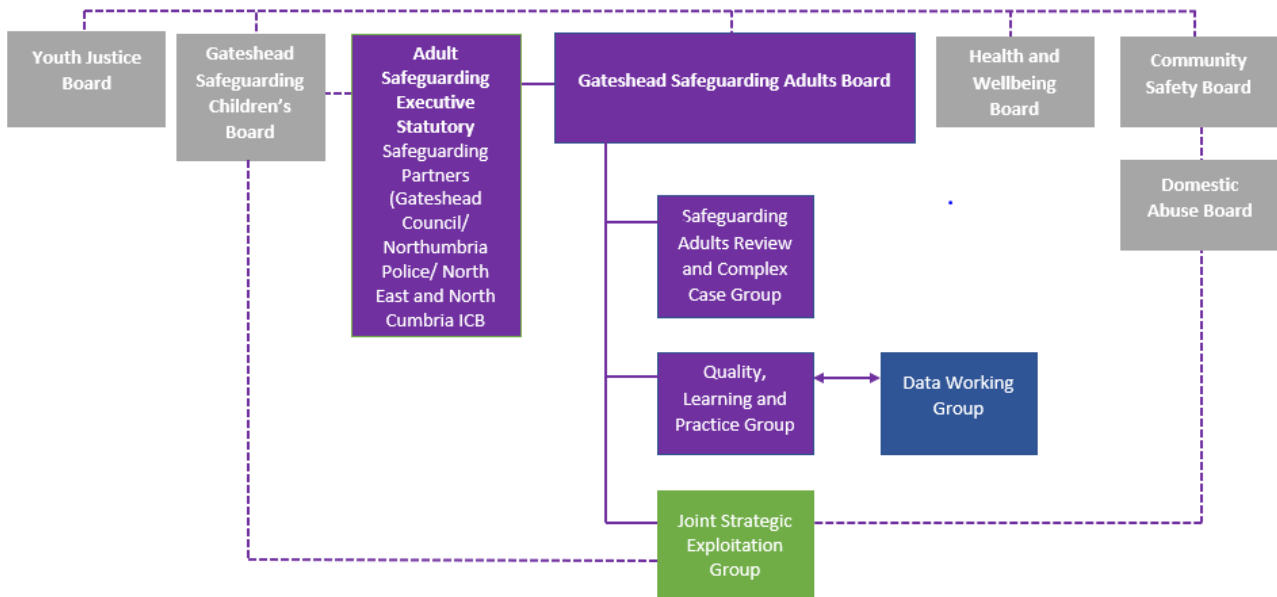 Youth Justice
Board
Gateshead
Safeguarding
Children’s
Board
Adult
Safeguarding
Executive
Statutory
Safeguarding
Partners
(Gateshead
Council/
Northumbria
Police/ North
East and North
Cumbria ICB
Gateshead Safeguarding Adults Board
Health and
Wellbeing
Board
Community
Safety Board
Domestic
Abuse Board
Safeguarding
Adults Review
and Complex
Case Group
Quality,
Learning and
Practice Group
Data Working
Group
Joint Strategic
Exploitation
Group